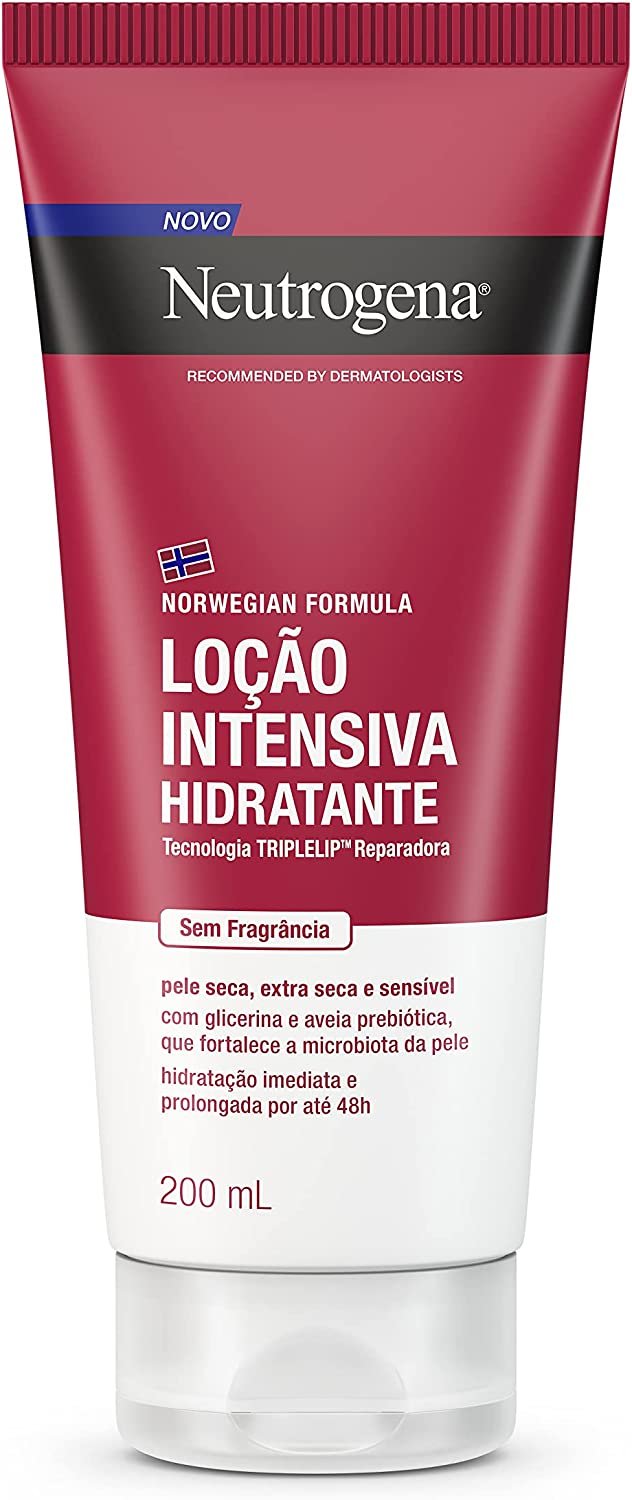 NOVO
Neutrogena®
RECOMMENDED BY DERMATOLOGISTS
NORWEGIAN FORMULA
LOÇÃO
INTENSIVA
HIDRATANTE
Tecnologia TRIPLELIP™ Reparadora
Sem Fragrância
pele seca, extra seca e sensível
com glicerina e aveia prebiótica,
que fortalece a microbiota da pele
hidratação imediata e
prolongada por até 48h
200 mL